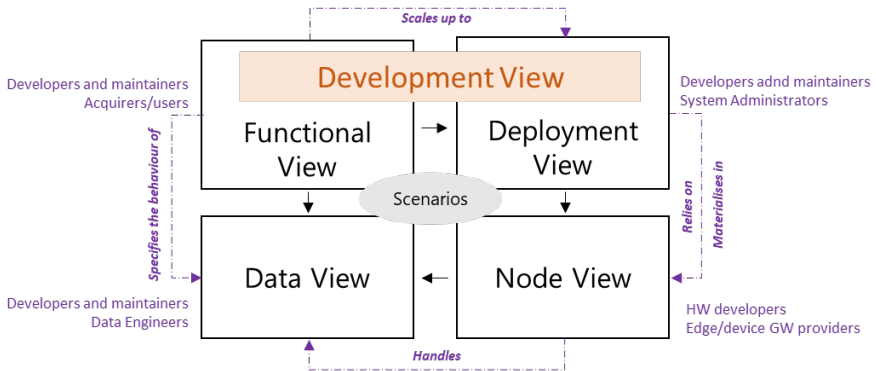 Scales up to
Development View
Developers and maintainers
Acquirers/users
Developers adnd maintainers
System Administrators
Functional
View
Deployment
View
Specifies the behaviour of
Scenarios
Relies on
Materialises in
Data View
Node View
Developers and maintainers
Data Engineers
HW developers
Edge/device GW providers
Handles